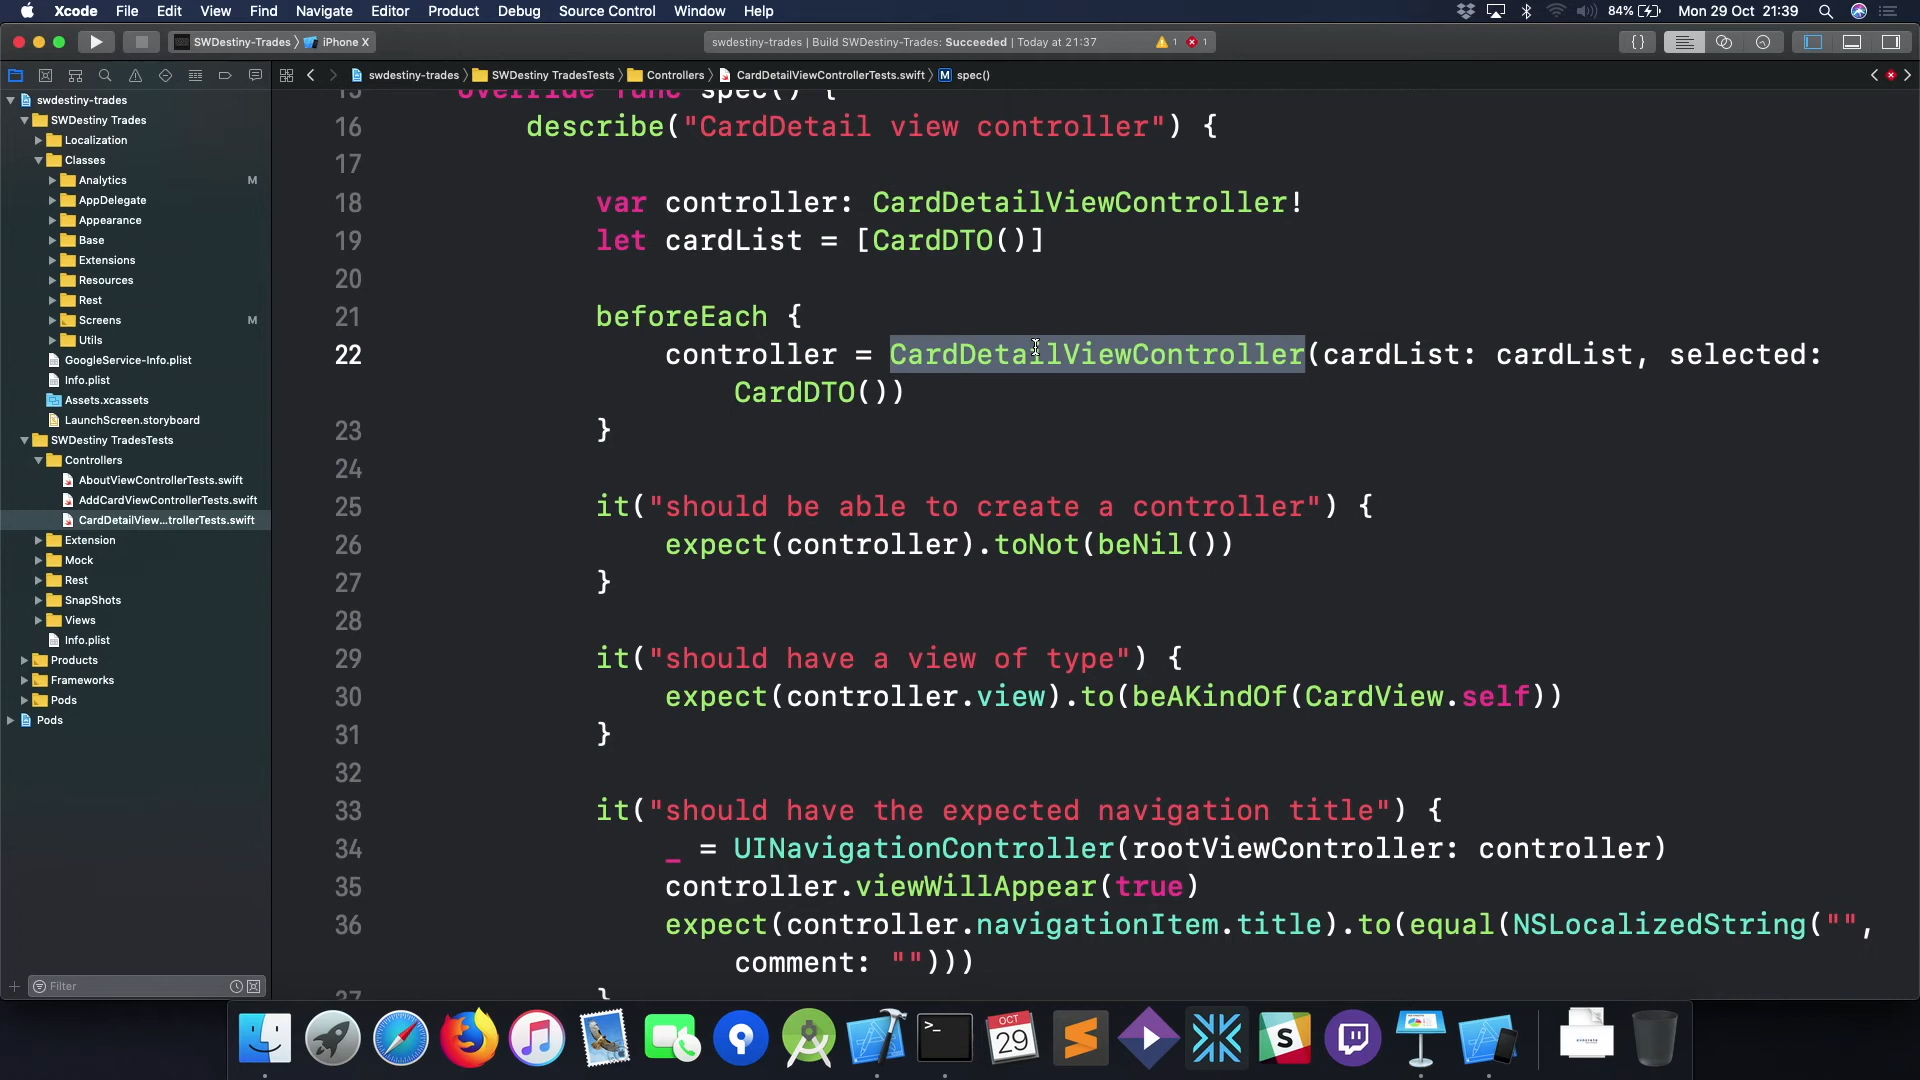 Xcode File Edit View Find Navigate Editor Product Debug Source Control Window Help 84% Mon 29 Oct 21:39
SWDestiny-Trades iPhone X swdestiny-trades | Build SWDestiny-Trades: Succeeded | Today at 21:37 1 1 {}
swdestiny-trades SWDestiny TradesTests Controllers CardDetailViewControllerTests.swift M spec()
swdestiny-trades
SWDestiny Trades
Localization
Classes
Analytics M
AppDelegate
Appearance
Base
Extensions
Resources
Rest
Screens M
Utils
GoogleService-Info.plist
Info.plist
Assets.xcassets
LaunchScreen.storyboard
SWDestiny TradesTests
Controllers
AboutViewControllerTests.swift
AddCardViewControllerTests.swift
CardDetailView...trollerTests.swift
Extension
Mock
Rest
SnapShots
Views
Info.plist
Products
Frameworks
Pods
Pods
Filter
15 override func spec() {
16 describe("CardDetail view controller") {
17
18 var controller: CardDetailViewController!
19 let cardList = [CardDTO()]
20
21 beforeEach {
22 controller = CardDetailViewController(cardList: cardList, selected:
CardDTO())
23 }
24
25 it("should be able to create a controller") {
26 expect(controller).toNot(beNil())
27 }
28
29 it("should have a view of type") {
30 expect(controller.view).to(beAKindOf(CardView.self))
31 }
32
33 it("should have the expected navigation title") {
34 _ = UINavigationController(rootViewController: controller)
35 controller.viewWillAppear(true)
36 expect(controller.navigationItem.title).to(equal(NSLocalizedString("",
comment: "")))
37 }
OCT
29